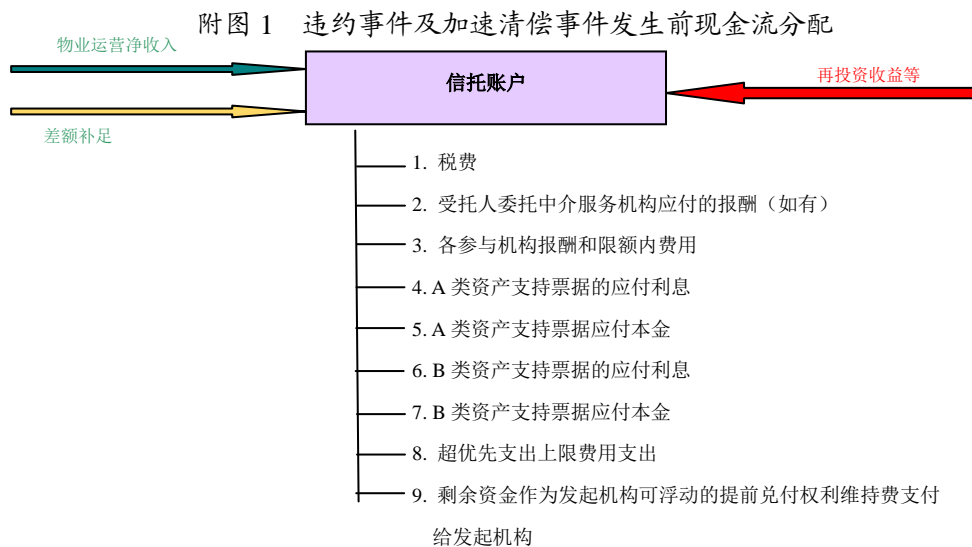 附图 1 违约事件及加速清偿事件发生前现金流分配
物业运营净收入
信托账户
再投资收益等
差额补足
1. 税费
2. 受托人委托中介服务机构应付的报酬（如有）
3. 各参与机构报酬和限额内费用
4. A 类资产支持票据的应付利息
5. A 类资产支持票据应付本金
6. B 类资产支持票据的应付利息
7. B 类资产支持票据应付本金
8. 超优先支出上限费用支出
9. 剩余资金作为发起机构可浮动的提前兑付权利维持费支付
给发起机构